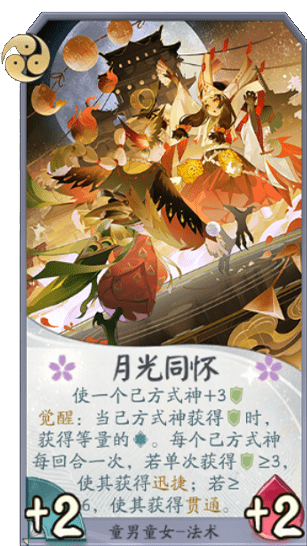 月光同怀
使一个己方式神+3
觉醒：当己方式神获得时，
获得等量的。每个己方式神
每回合一次，若单次获得≥3，
使其获得迅捷；若≥
6，使其获得贯通。
+2 +2
童男童女-法术